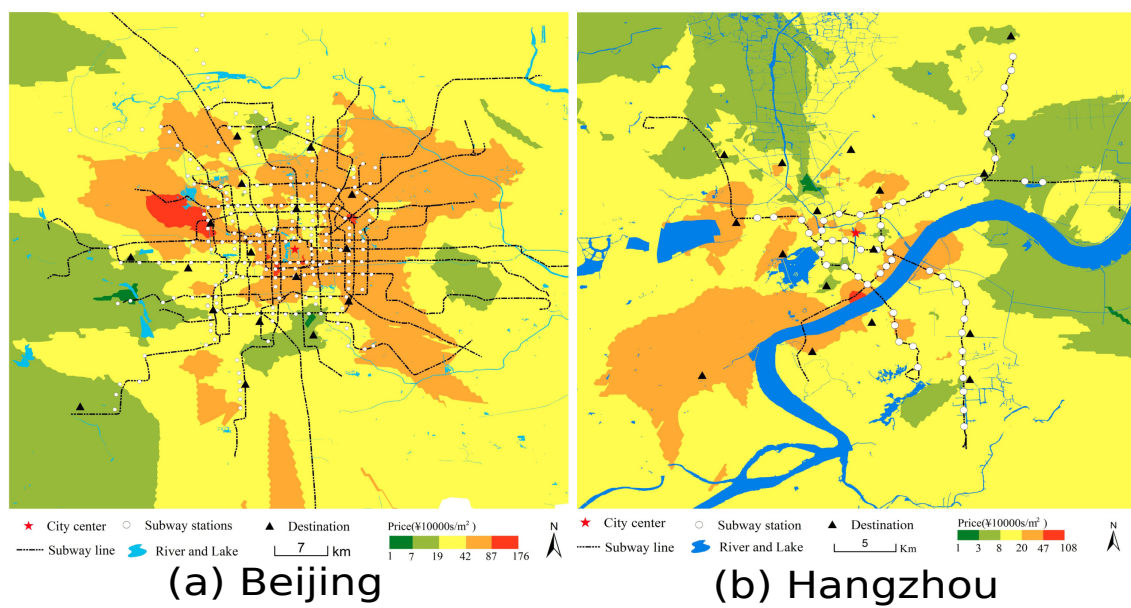 City center
Subway stations
Destination
Price(¥10000s/m²)
N
Subway line
River and Lake
7 km
1 7 19 42 87 176
(a) Beijing
City center
Subway station
Destination
Price(¥10000s/m²)
N
Subway line
River and Lake
5 Km
1 3 8 20 47 108
(b) Hangzhou